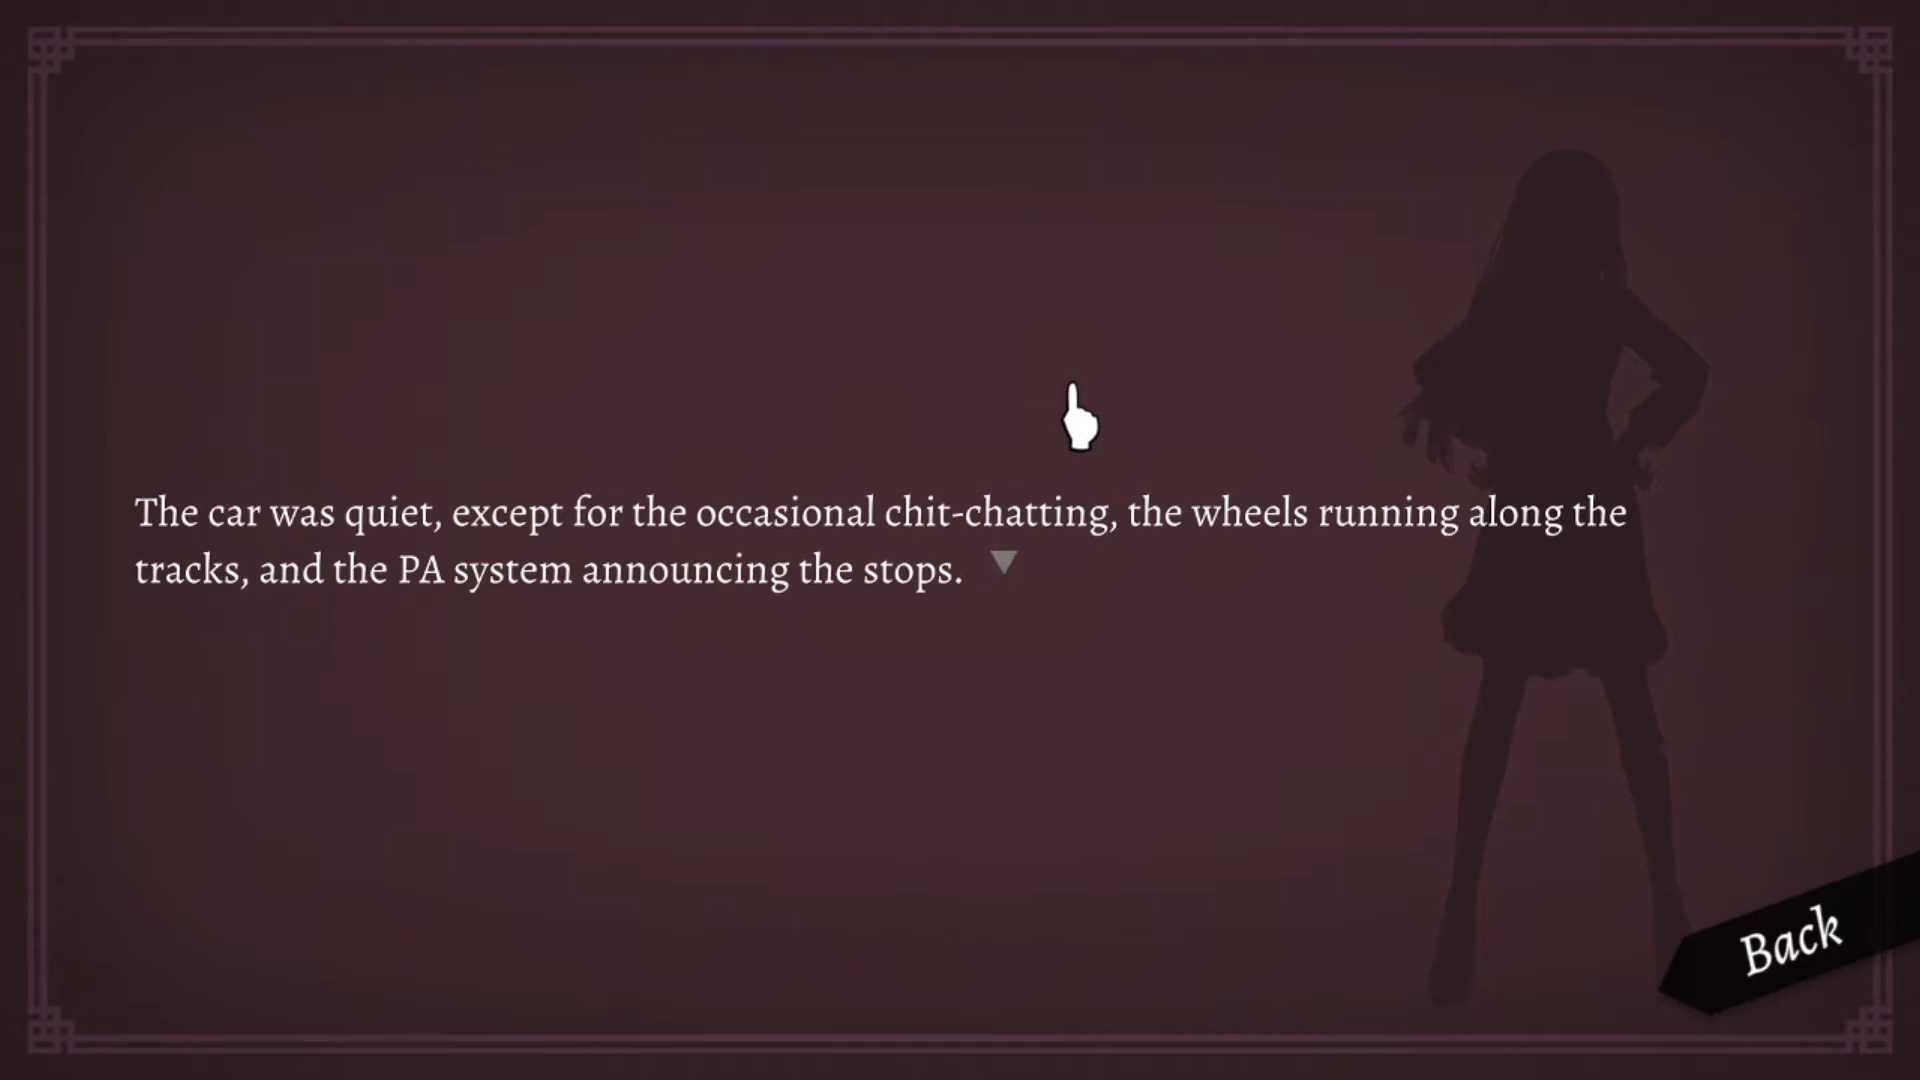 The car was quiet, except for the occasional chit-chatting, the wheels running along the
tracks, and the PA system announcing the stops.
Back